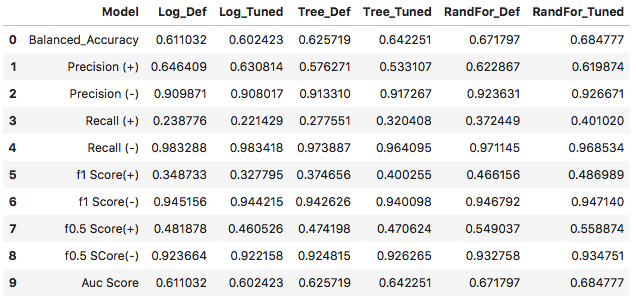 Model Log_Def Log_Tuned Tree_Def Tree_Tuned RandFor_Def RandFor_Tuned
0 Balanced_Accuracy 0.611032 0.602423 0.625719 0.642251 0.671797 0.684777
1 Precision (+) 0.646409 0.630814 0.576271 0.533107 0.622867 0.619874
2 Precision (-) 0.909871 0.908017 0.913310 0.917267 0.923631 0.926671
3 Recall (+) 0.238776 0.221429 0.277551 0.320408 0.372449 0.401020
4 Recall (-) 0.983288 0.983418 0.973887 0.964095 0.971145 0.968534
5 f1 Score(+) 0.348733 0.327795 0.374656 0.400255 0.466156 0.486989
6 f1 Score(-) 0.945156 0.944215 0.942626 0.940098 0.946792 0.947140
7 f0.5 Score(+) 0.481878 0.460526 0.474198 0.470624 0.549037 0.558874
8 f0.5 SCore(-) 0.923664 0.922158 0.924815 0.926265 0.932758 0.934751
9 Auc Score 0.611032 0.602423 0.625719 0.642251 0.671797 0.684777